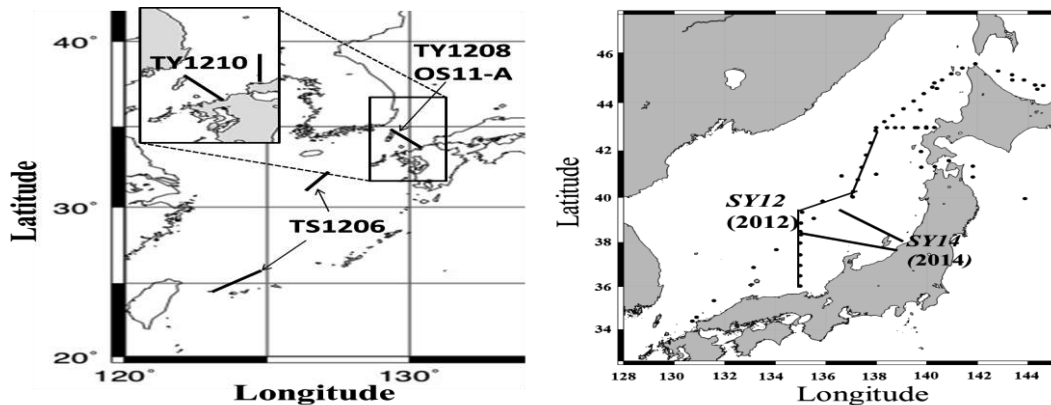 40°
TY1210
TY1208
OS11-A
30°
TS1206
20°
120°
130°
Latitude
Longitude
46
44
42
40
38
36
34
SY12
(2012)
SY14
(2014)
128
130
132
134
136
138
140
142
144
Latitude
Longitude